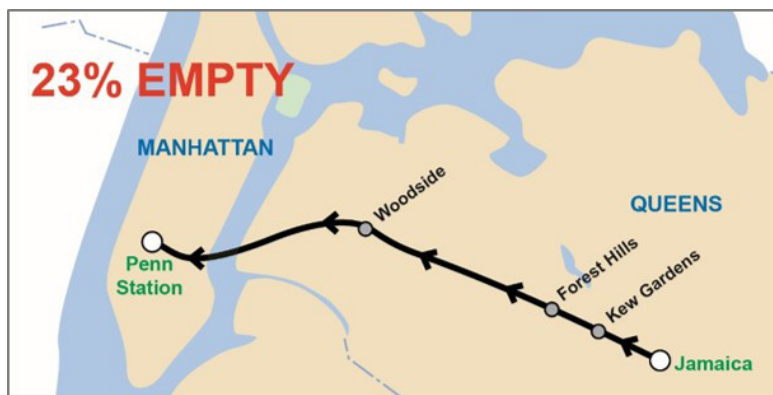 23% EMPTY
MANHATTAN
Woodside
QUEENS
Penn
Station
Forest Hills
Kew Gardens
Jamaica